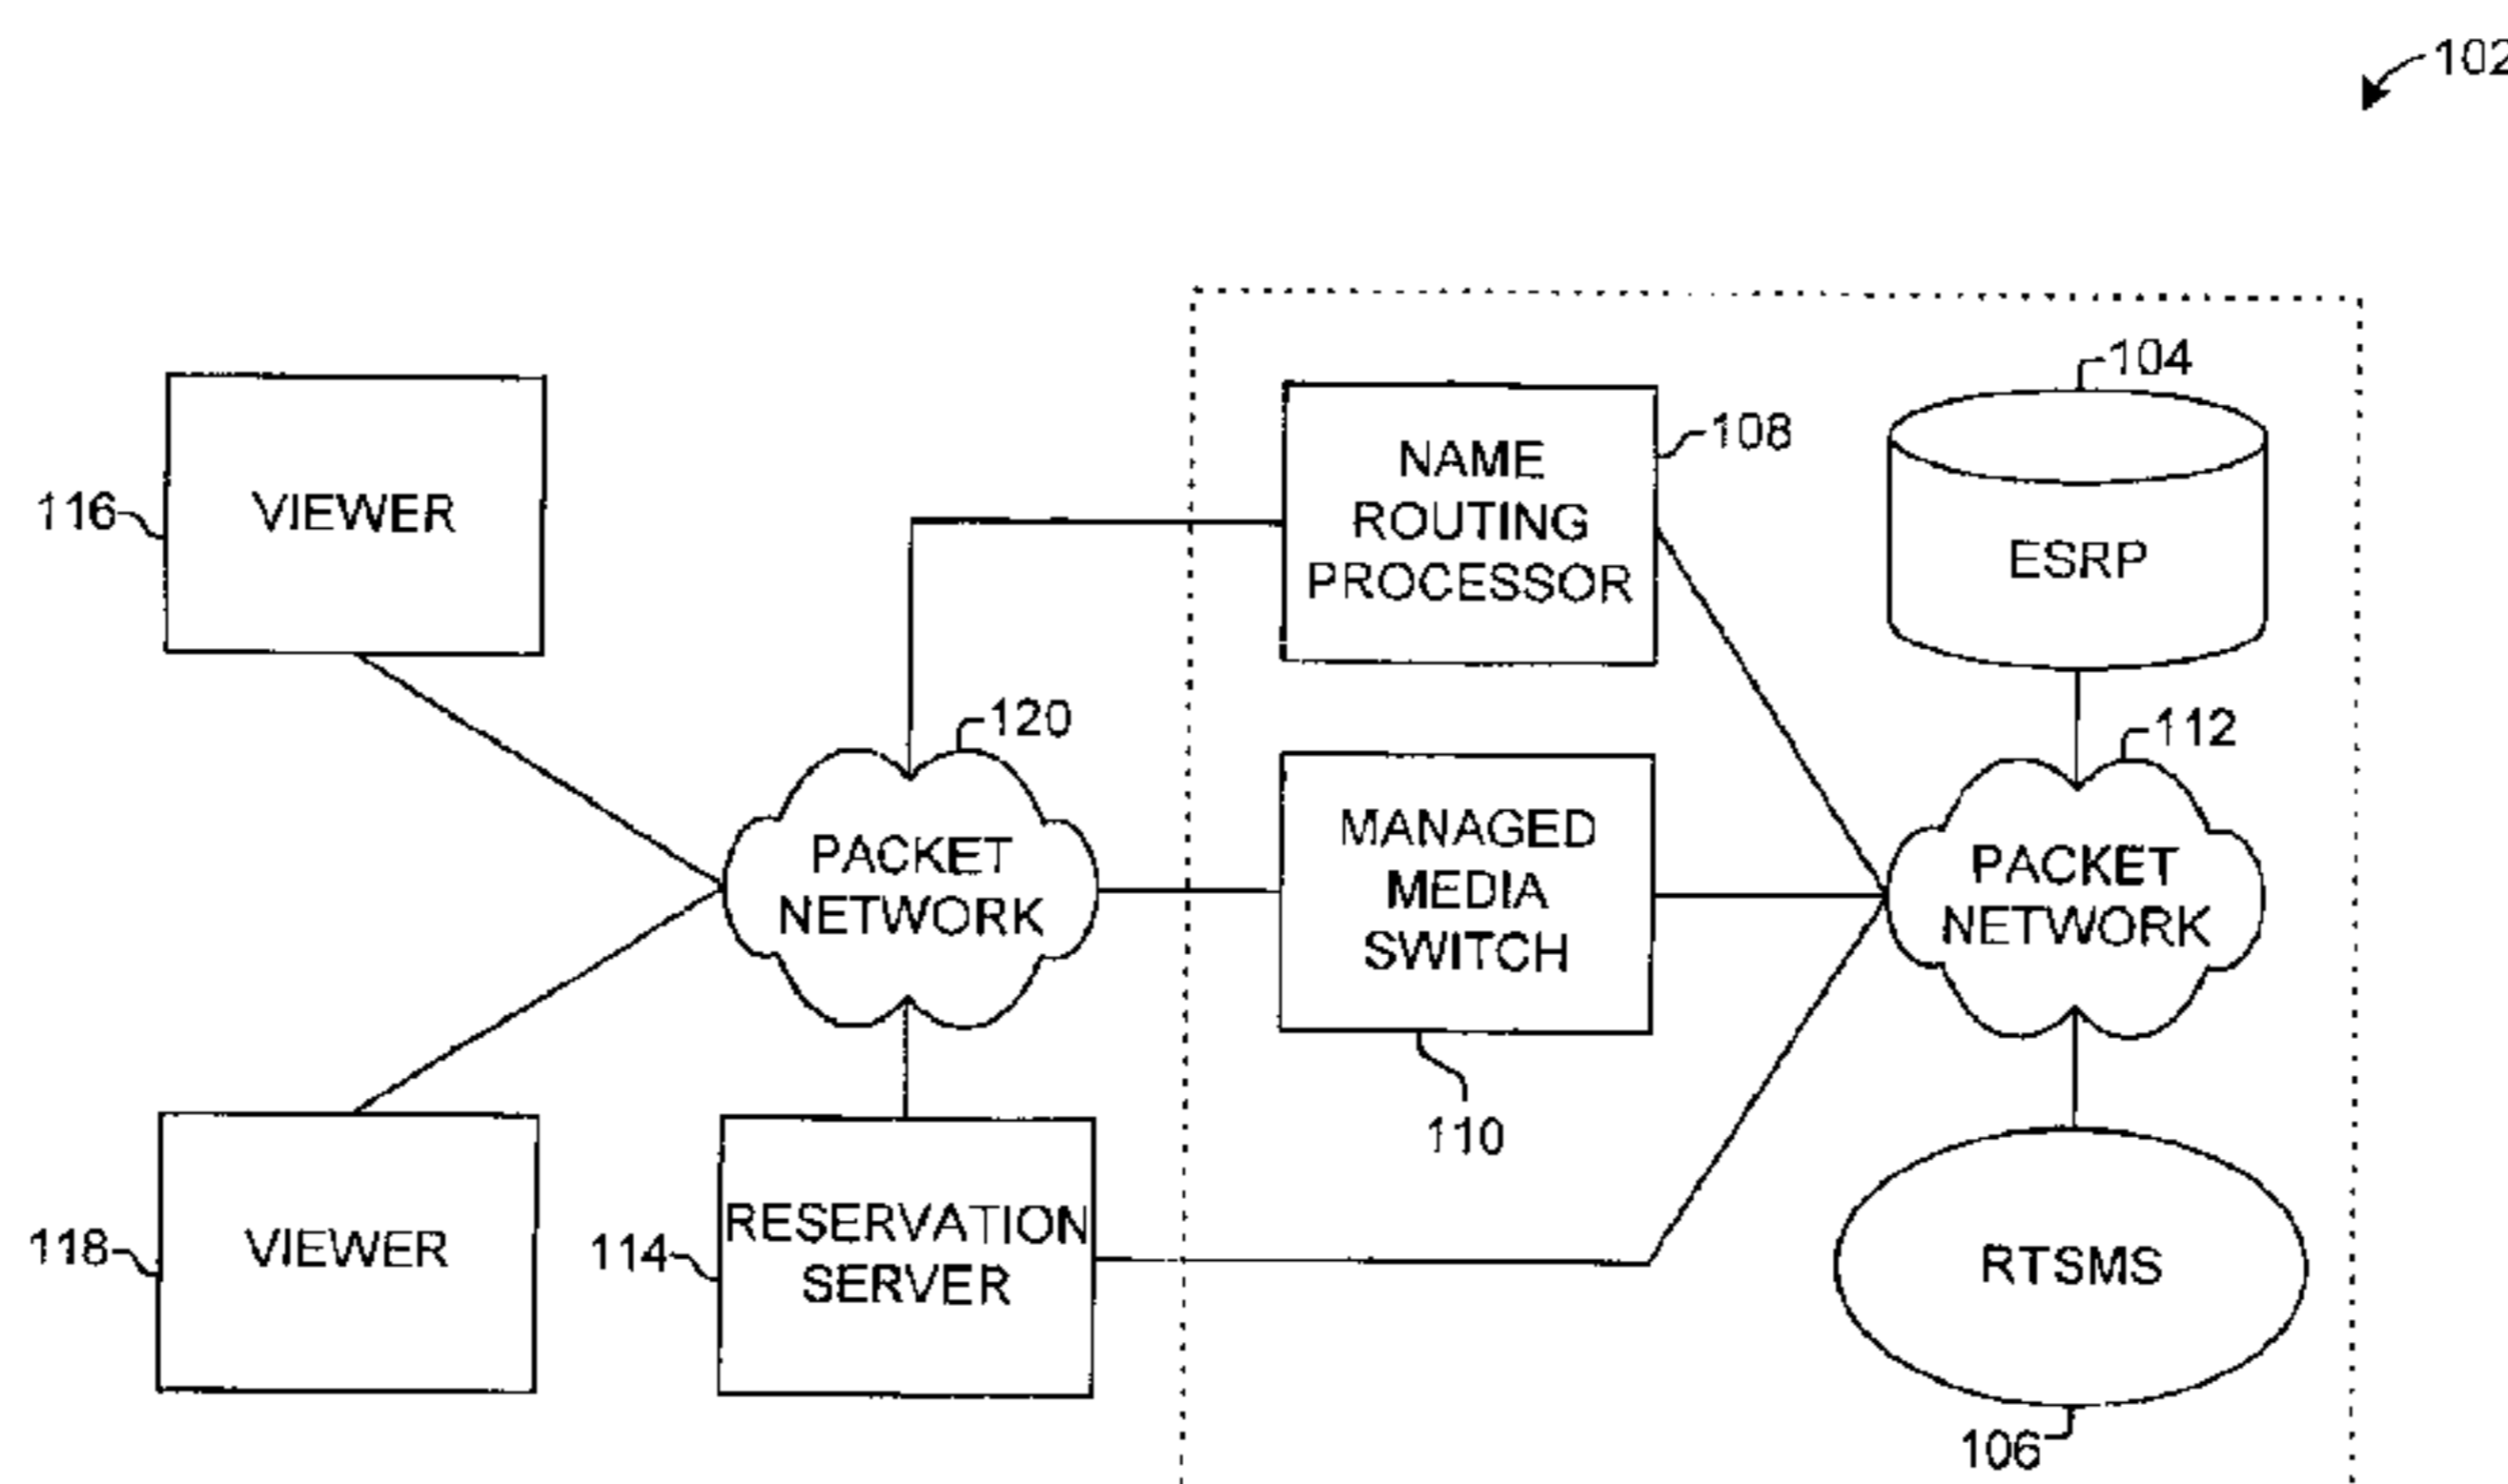 102
104
108
NAME
ROUTING
PROCESSOR
ESRP
116
VIEWER
120
112
PACKET
NETWORK
MANAGED
MEDIA
SWITCH
PACKET
NETWORK
110
118
VIEWER
114
RESERVATION
SERVER
RTSMS
106